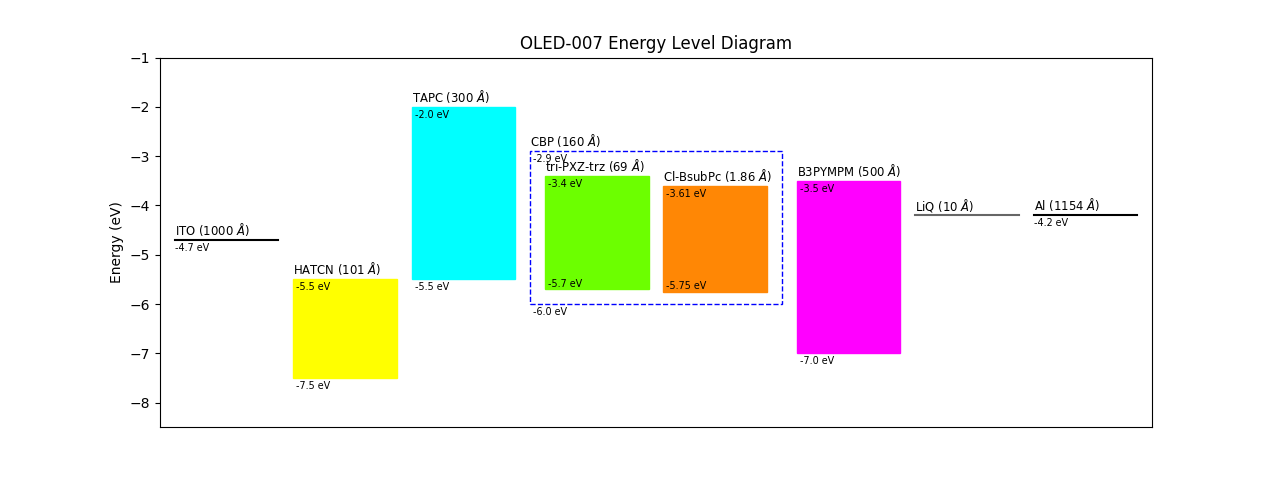 OLED-007 Energy Level Diagram
Energy (eV)
−1
−2
−3
−4
−5
−6
−7
−8
ITO (1000 Å)
-4.7 eV
HATCN (101 Å)
-5.5 eV
-7.5 eV
TAPC (300 Å)
-2.0 eV
-5.5 eV
CBP (160 Å)
-2.9 eV
-6.0 eV
tri-PXZ-trz (69 Å)
-3.4 eV
-5.7 eV
Cl-BsubPc (1.86 Å)
-3.61 eV
-5.75 eV
B3PYMPM (500 Å)
-3.5 eV
-7.0 eV
LiQ (10 Å)
Al (1154 Å)
-4.2 eV